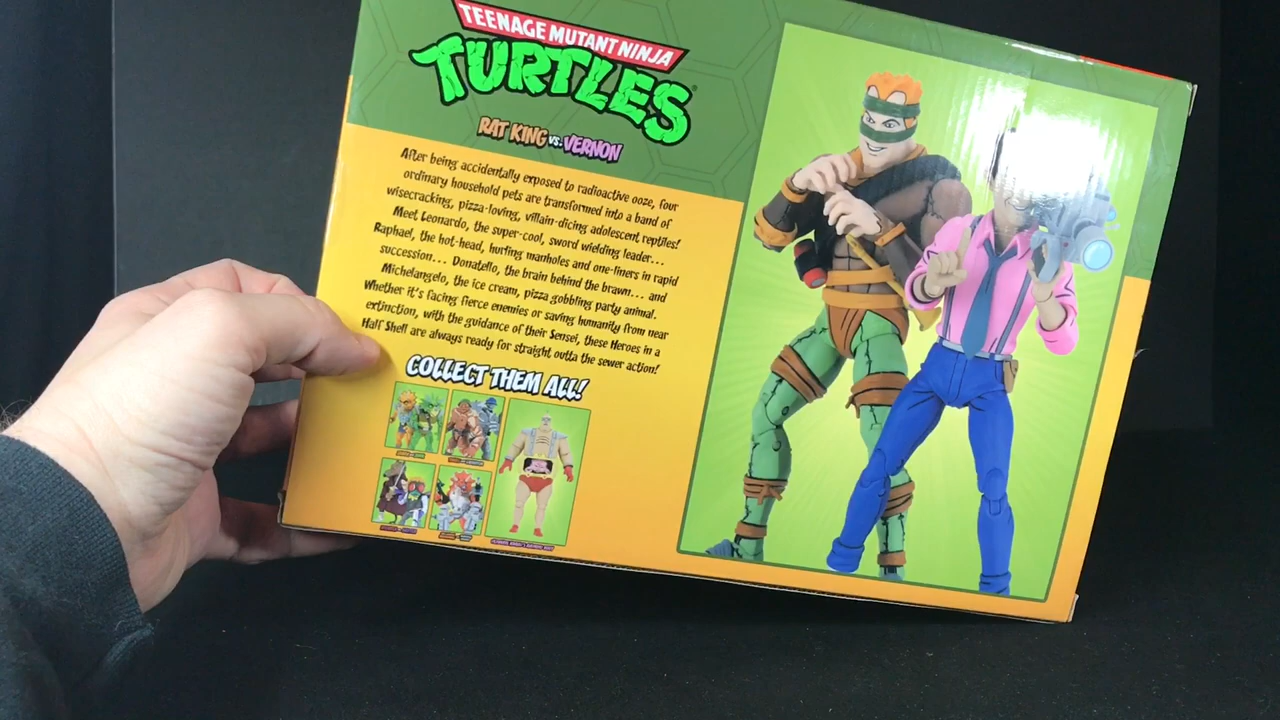 TEENAGE MUTANT NINJA
TURTLES
RAT KING vs. VERNON
After being accidentally exposed to radioactive ooze, four
ordinary household pets are transformed into a band of
wisecracking, pizza-loving, villain-dicing adolescent reptiles!
Meet Leonardo, the super-cool, sword wielding leader...
Raphael, the hot-head, hurling manholes and one-liners in rapid
succession... Donatello, the brain behind the brawn... and
Michelangelo, the ice cream, pizza gobbling party animal.
Whether it's facing fierce enemies or saving humanity from near
extinction, with the guidance of their Sensei, these Heroes in a
Half Shell are always ready for straight outta the sewer action!
COLLECT THEM ALL!